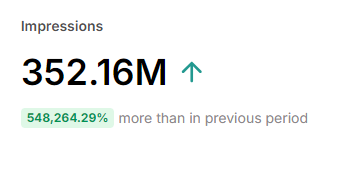 Impressions
352.16M
548,264.29% more than in previous period